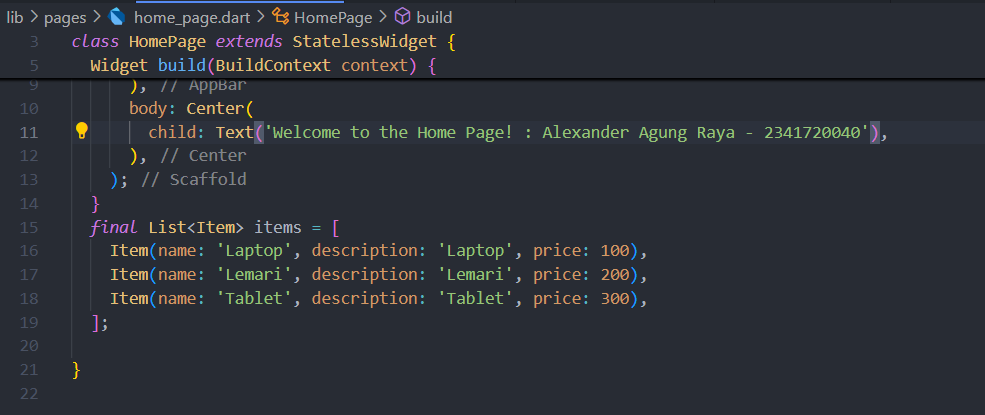 lib > pages > home_page.dart > HomePage > build
3 class HomePage extends StatelessWidget {
5 Widget build(BuildContext context) {
9 ), // AppBar
10 body: Center(
11 child: Text('Welcome to the Home Page! : Alexander Agung Raya - 2341720040'),
12 ), // Center
13 ); // Scaffold
14 }
15 final List<Item> items = [
16 Item(name: 'Laptop', description: 'Laptop', price: 100),
17 Item(name: 'Lemari', description: 'Lemari', price: 200),
18 Item(name: 'Tablet', description: 'Tablet', price: 300),
19 ];
20
21 }
22